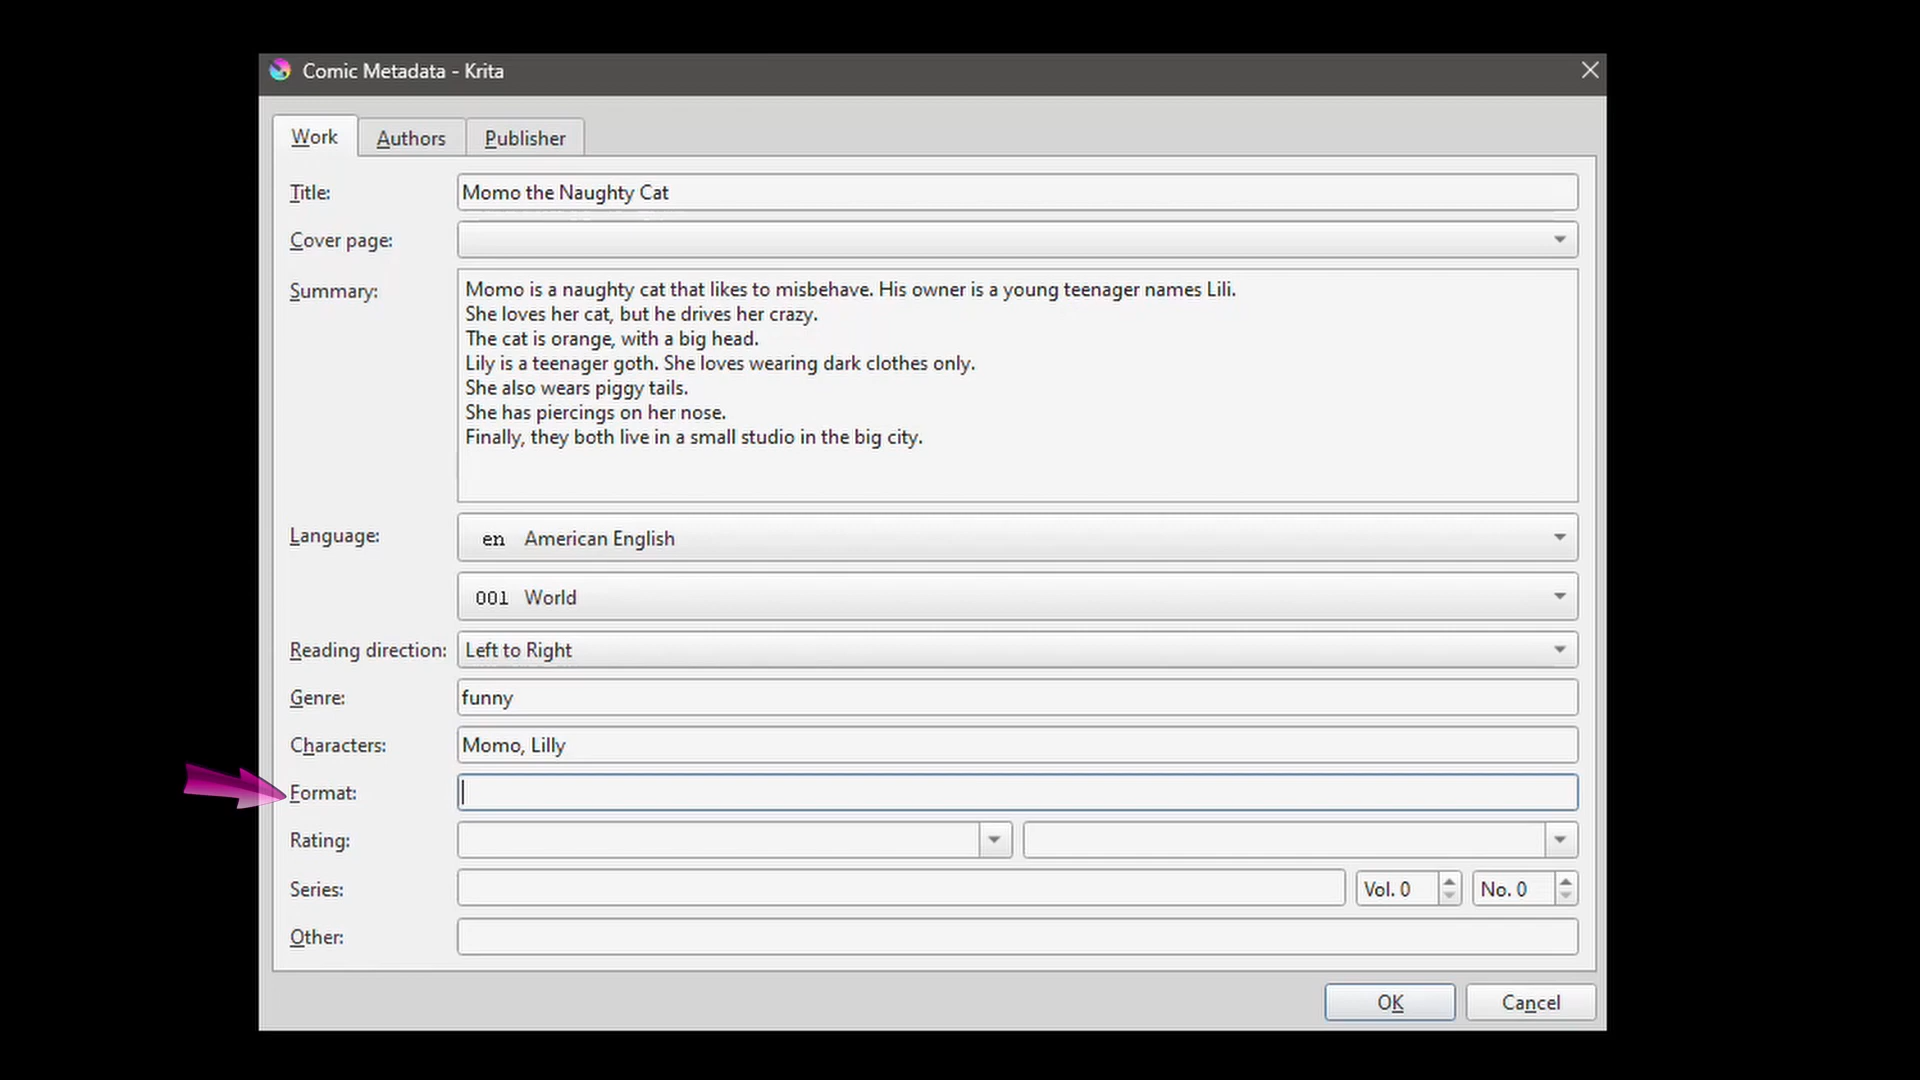 Comic Metadata - Krita
Work Authors Publisher
Title: Momo the Naughty Cat
Cover page:
Summary: Momo is a naughty cat that likes to misbehave. His owner is a young teenager names Lili.
She loves her cat, but he drives her crazy.
The cat is orange, with a big head.
Lily is a teenager goth. She loves wearing dark clothes only.
She also wears piggy tails.
She has piercings on her nose.
Finally, they both live in a small studio in the big city.
Language: en American English
001 World
Reading direction: Left to Right
Genre: funny
Characters: Momo, Lilly
Format:
Rating:
Series: Vol. 0 No. 0
Other:
OK Cancel